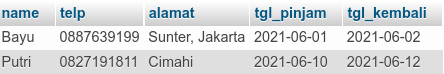 name telp alamat tgl_pinjam tgl_kembali
Bayu 0887639199 Sunter, Jakarta 2021-06-01 2021-06-02
Putri 0827191811 Cimahi 2021-06-10 2021-06-12